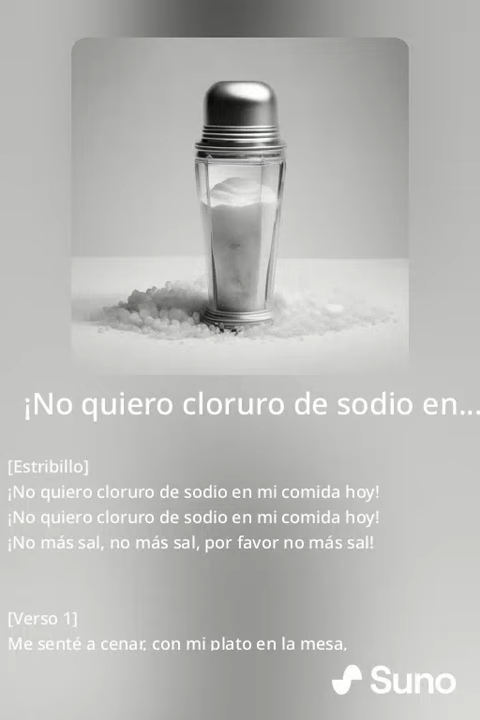 ¡No quiero cloruro de sodio en...
[Estribillo]
¡No quiero cloruro de sodio en mi comida hoy!
¡No quiero cloruro de sodio en mi comida hoy!
¡No más sal, no más sal, por favor no más sal!
[Verso 1]
Me senté a cenar, con mi plato en la mesa,
Suno